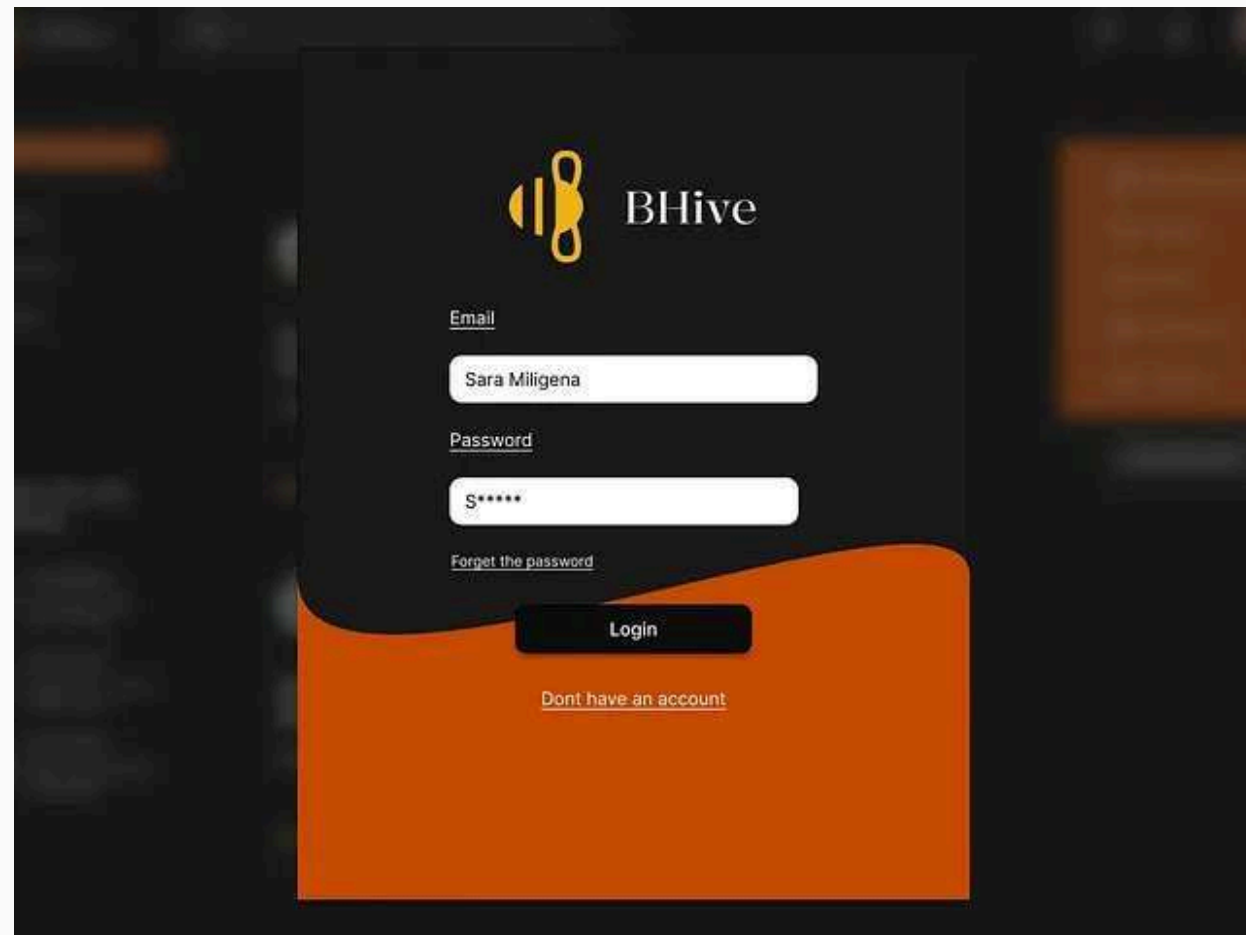 BHive
Email
Sara Miligena
Password
S*****
Forget the password
Login
Dont have an account